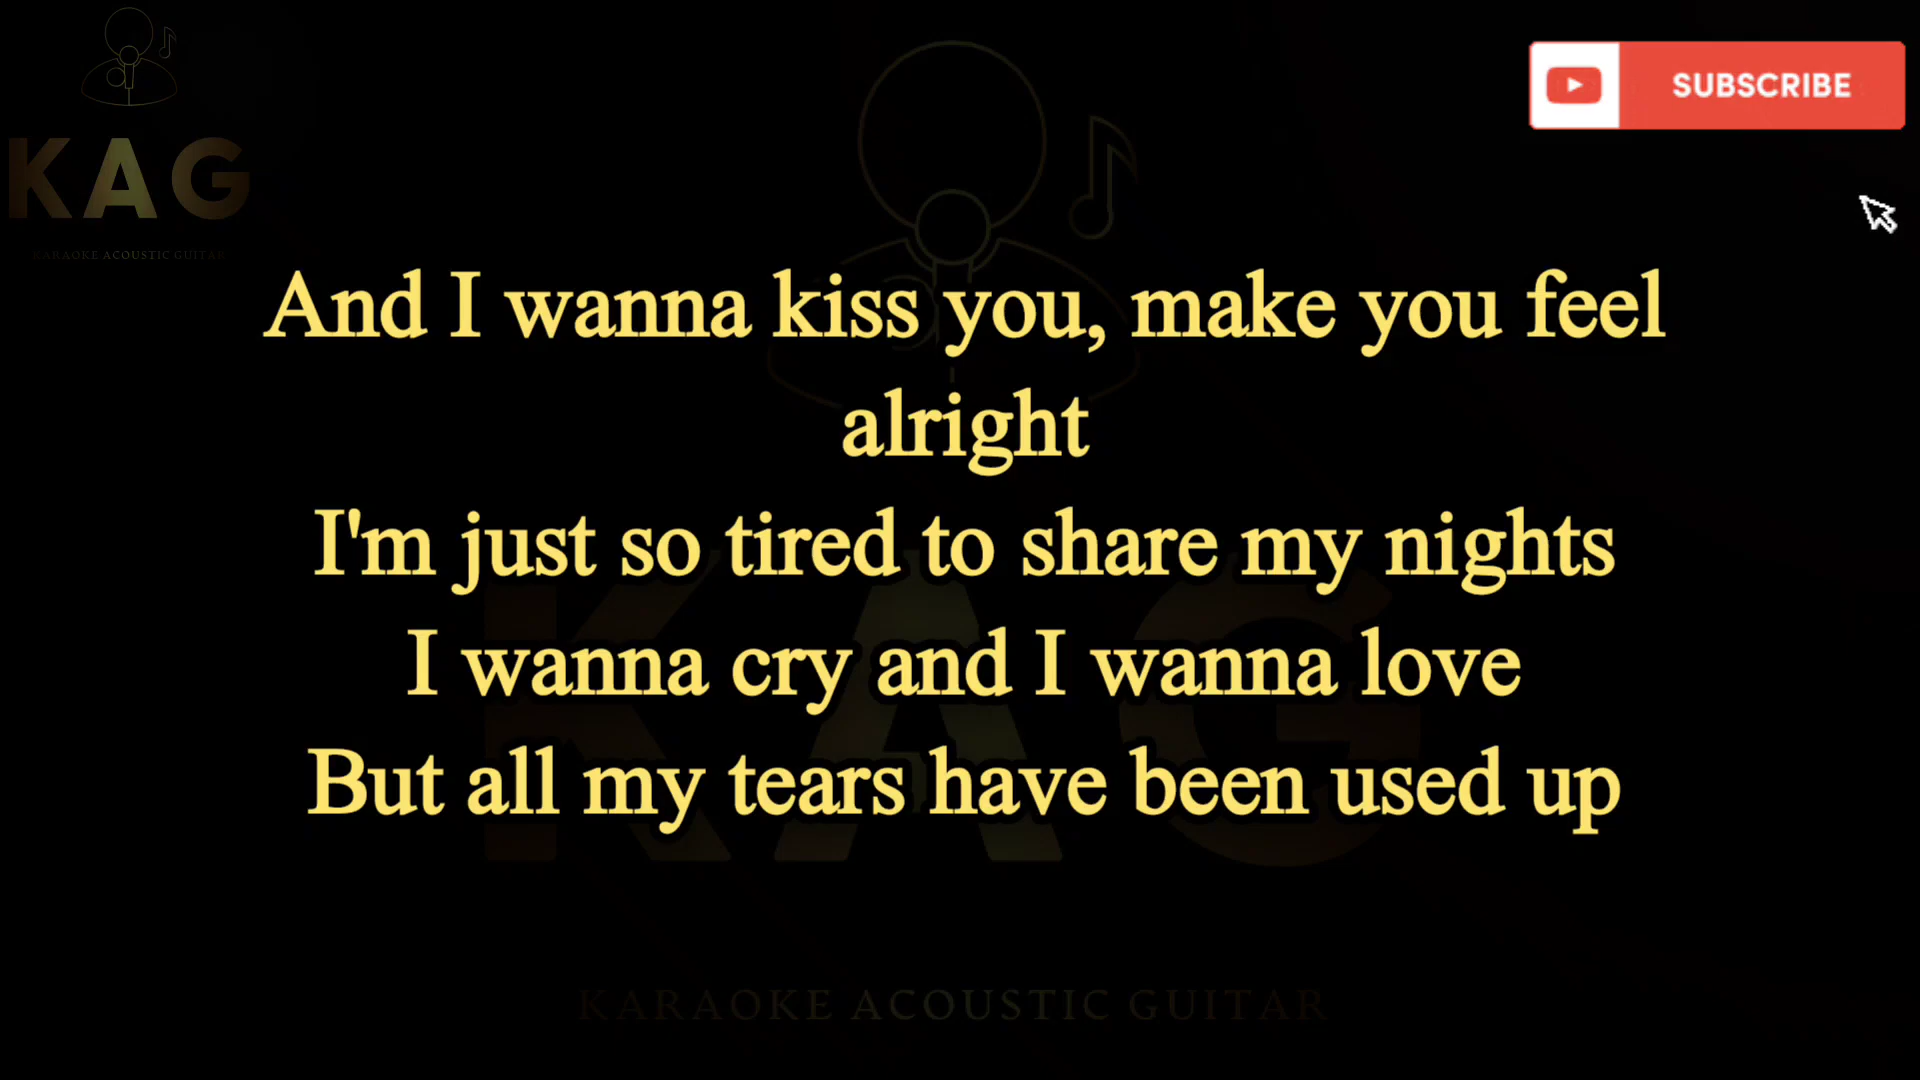 KAG
KARAOKE ACOUSTIC GUITAR
SUBSCRIBE
And I wanna kiss you, make you feel
alright
I'm just so tired to share my nights
I wanna cry and I wanna love
But all my tears have been used up
KAG
KARAOKE ACOUSTIC GUITAR